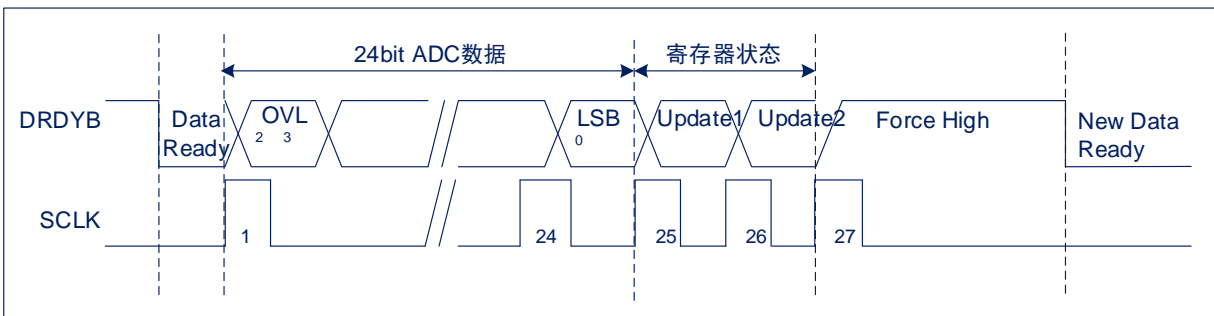 24bit ADC数据
寄存器状态
DRDYB
Data
Ready
OVL
2 3
LSB
0
Update1
Update2
Force High
New Data
Ready
SCLK
1
24
25
26
27